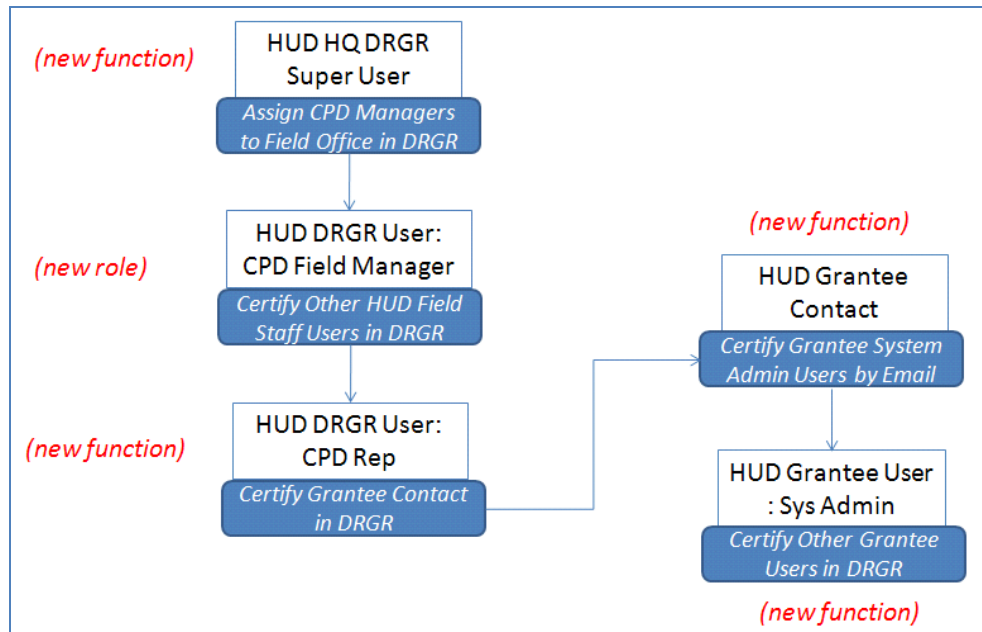 (new function)
HUD HQ DRGR
Super User
Assign CPD Managers
to Field Office in DRGR
(new role)
HUD DRGR User:
CPD Field Manager
Certify Other HUD Field
Staff Users in DRGR
(new function)
HUD DRGR User:
CPD Rep
Certify Grantee Contact
in DRGR
(new function)
HUD Grantee
Contact
Certify Grantee System
Admin Users by Email
HUD Grantee User
: Sys Admin
Certify Other Grantee
Users in DRGR
(new function)